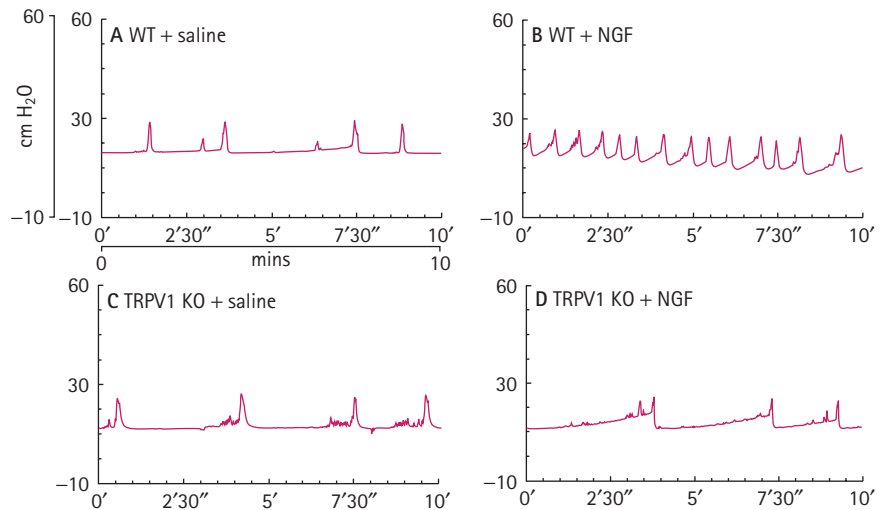 60
A WT + saline
30
cm H₂O
−10
0′ 2′30″ 5′ 7′30″ 10′
0 mins 10
60
B WT + NGF
30
−10
0′ 2′30″ 5′ 7′30″ 10′
60
C TRPV1 KO + saline
30
−10
0′ 2′30″ 5′ 7′30″ 10′
60
D TRPV1 KO + NGF
30
−10
0′ 2′30″ 5′ 7′30″ 10′
60
−10